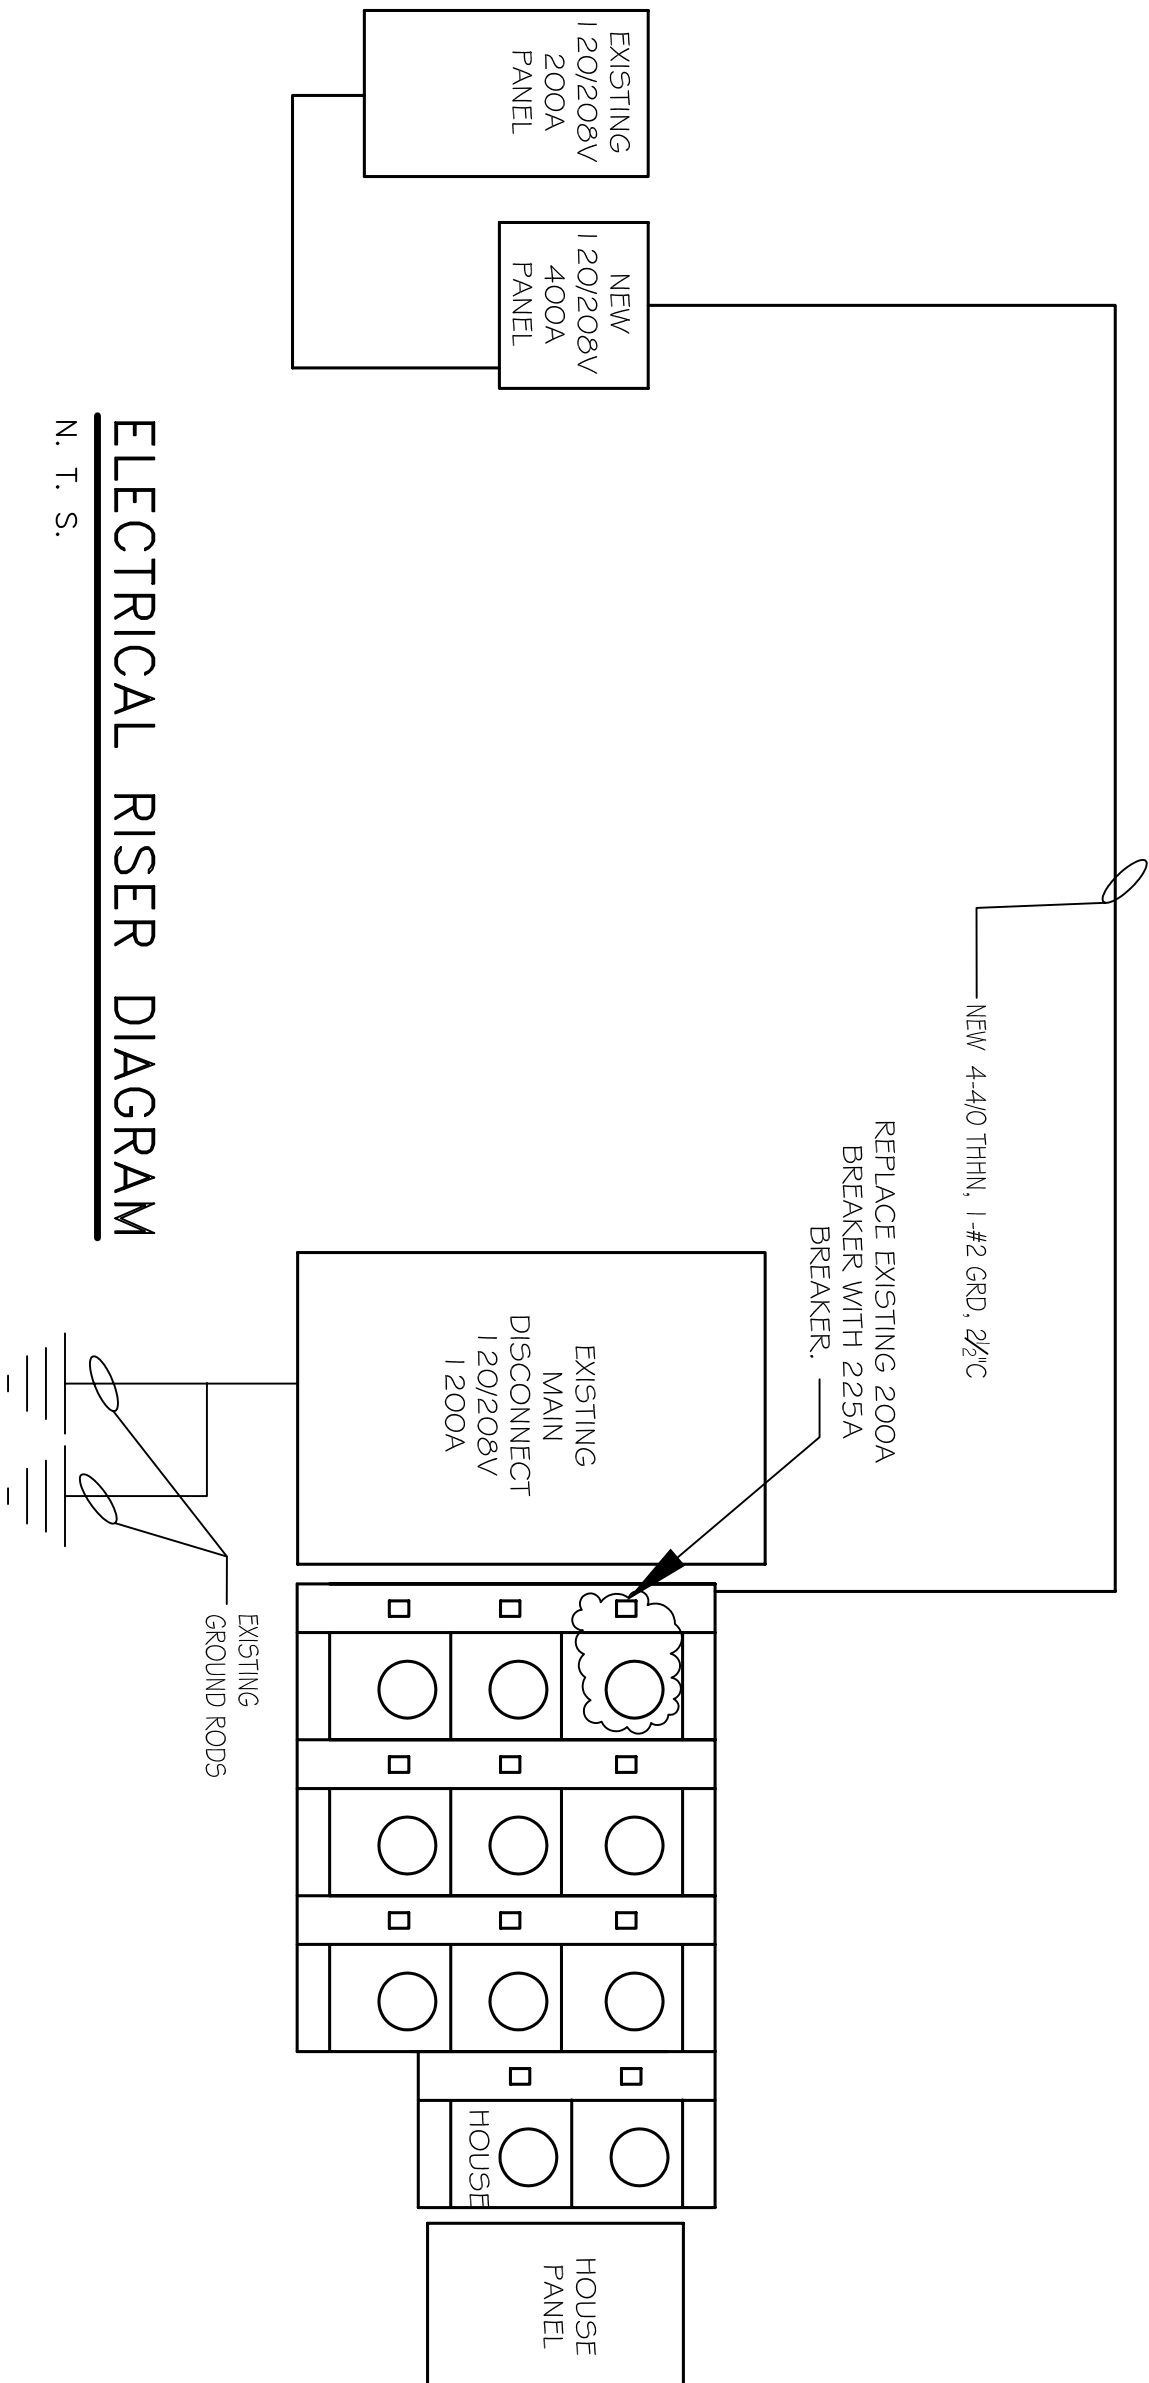 NEW 4-4/0 THHN, 1-#2 GRD, 2½"C
REPLACE EXISTING 200A
BREAKER WITH 225A
BREAKER.
EXISTING
120/208V
200A
PANEL
NEW
120/208V
400A
PANEL
EXISTING
MAIN
DISCONNECT
120/208V
1200A
HOUSE
HOUSE
PANEL
EXISTING
GROUND RODS
ELECTRICAL RISER DIAGRAM
N. T. S.